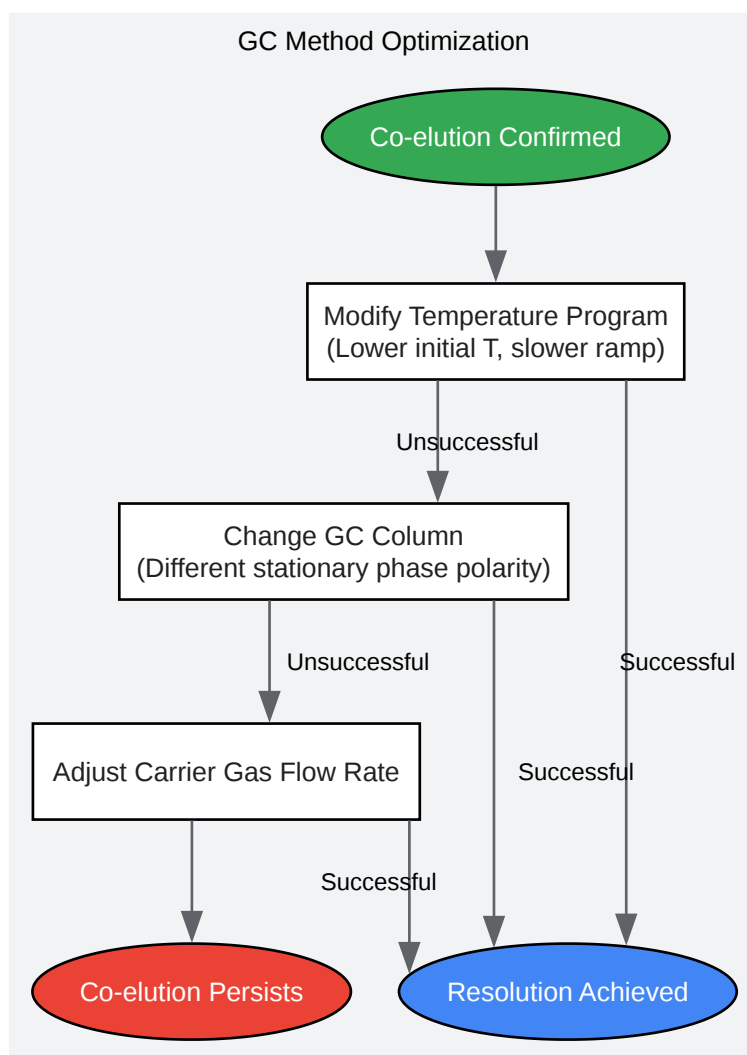 GC Method Optimization
Co-elution Confirmed
Modify Temperature Program
(Lower initial T, slower ramp)
Unsuccessful
Change GC Column
(Different stationary phase polarity)
Unsuccessful
Successful
Adjust Carrier Gas Flow Rate
Successful
Successful
Co-elution Persists
Resolution Achieved